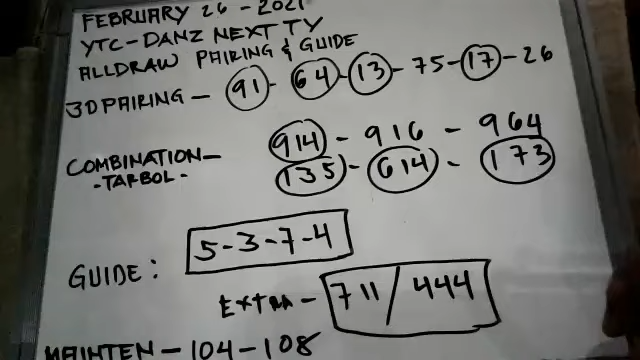 FEBRUARY 26 - 2021
YTC-DANZ NEXT TY
ALLDRAW PAIRING & GUIDE
3D PAIRING - 91 - 64 - 13 - 75 - 17 - 26
914 - 916 - 964
COMBINATION - 135 - 614 - 173
- TARBOL -
GUIDE: 5-3-7-4
EXTRA - 711 / 444
MAINTEN - 104 - 108